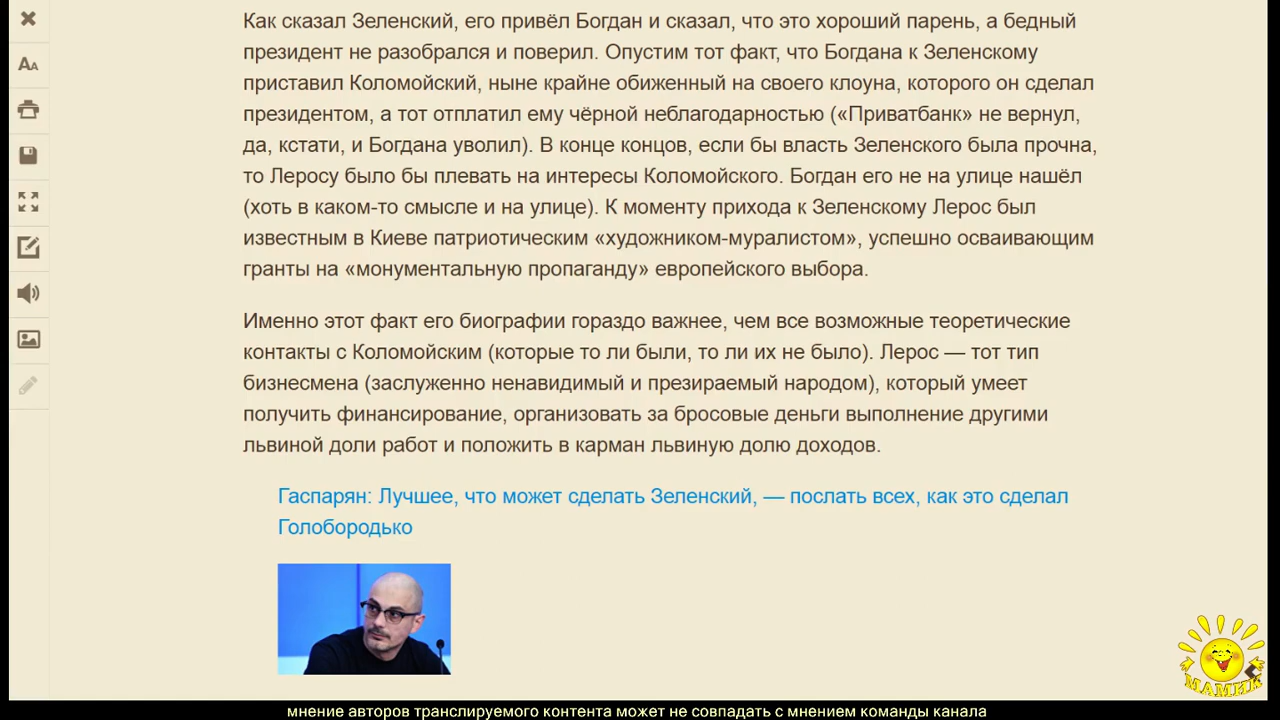 Как сказал Зеленский, его привёл Богдан и сказал, что это хороший парень, а бедный
президент не разобрался и поверил. Опустим тот факт, что Богдана к Зеленскому
приставил Коломойский, ныне крайне обиженный на своего клоуна, которого он сделал
президентом, а тот отплатил ему чёрной неблагодарностью («Приватбанк» не вернул,
да, кстати, и Богдана уволил). В конце концов, если бы власть Зеленского была прочна,
то Леросу было бы плевать на интересы Коломойского. Богдан его не на улице нашёл
(хоть в каком-то смысле и на улице). К моменту прихода к Зеленскому Лерос был
известным в Киеве патриотическим «художником-муралистом», успешно осваивающим
гранты на «монументальную пропаганду» европейского выбора.
Именно этот факт его биографии гораздо важнее, чем все возможные теоретические
контакты с Коломойским (которые то ли были, то ли их не было). Лерос — тот тип
бизнесмена (заслуженно ненавидимый и презираемый народом), который умеет
получить финансирование, организовать за бросовые деньги выполнение другими
львиной доли работ и положить в карман львиную долю доходов.
Гаспарян: Лучшее, что может сделать Зеленский, — послать всех, как это сделал
Голобородько
МАМИК
мнение авторов транслируемого контента может не совпадать с мнением команды канала